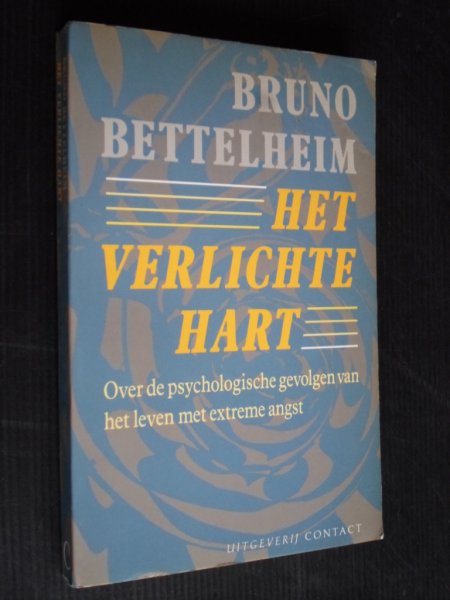 BRUNO
BETTELHEIM
HET
VERLICHTE
HART
Over de psychologische gevolgen van
het leven met extreme angst
UITGEVERIJ CONTACT